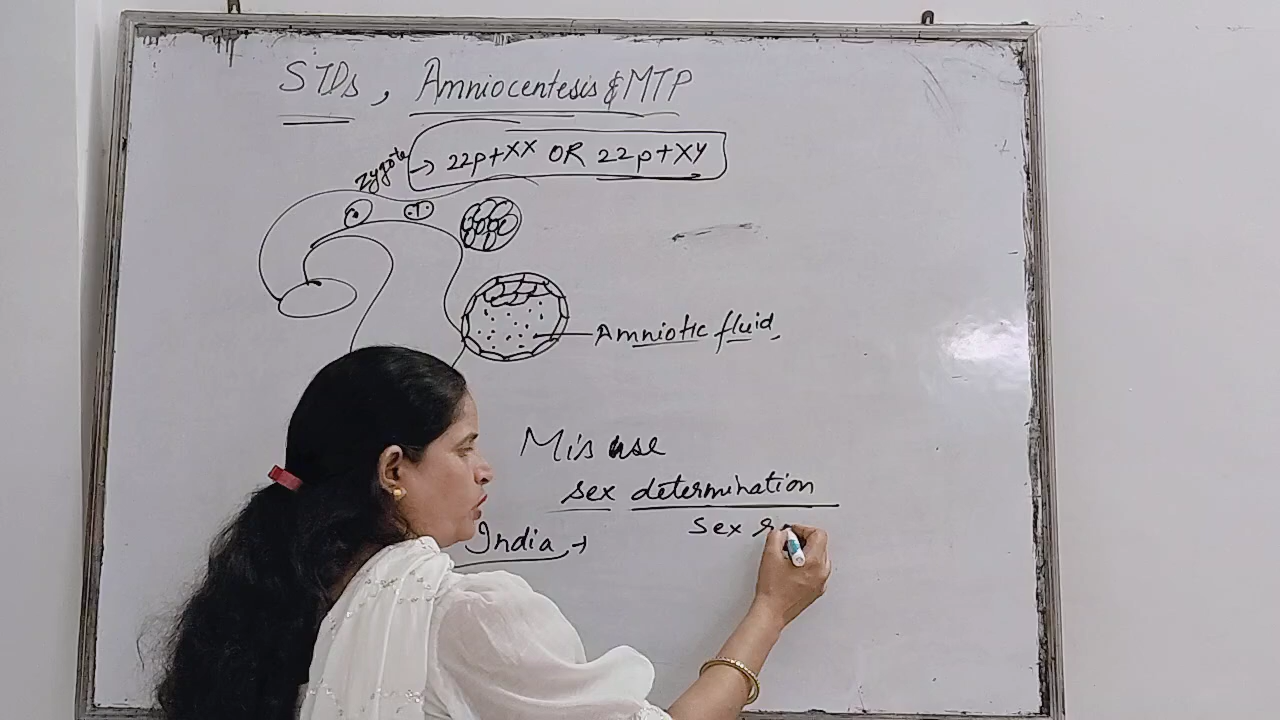 STDs, Amniocentesis & MTP
zygote → 22p+XX OR 22p+XY
Amniotic fluid,
Misuse
sex determination
Sex
India →